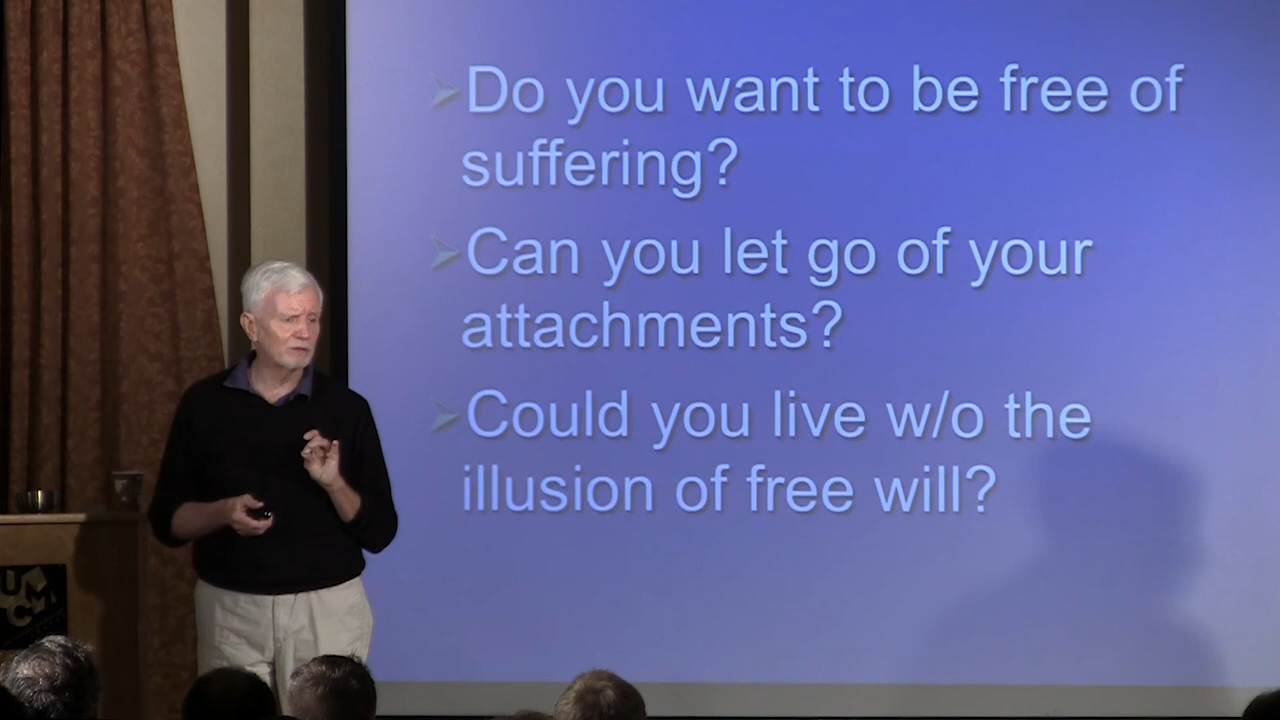 Do you want to be free of
suffering?
Can you let go of your
attachments?
Could you live w/o the
illusion of free will?
UMC